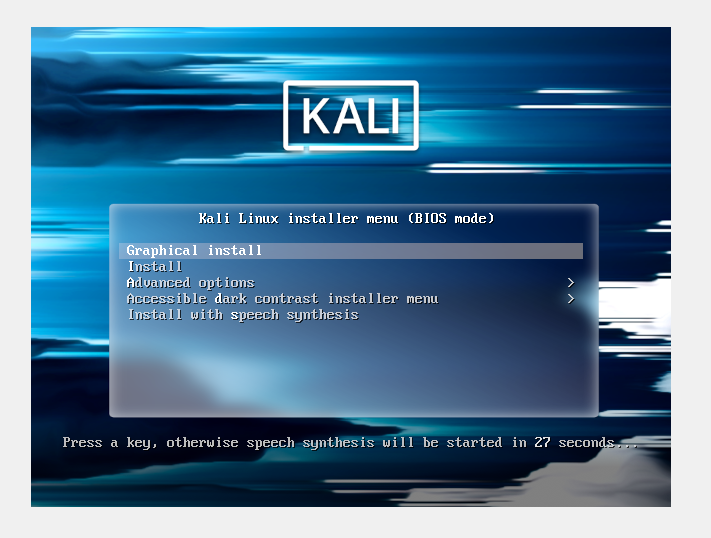 KALI
Kali Linux installer menu (BIOS mode)
Graphical install
Install
Advanced options >
Accessible dark contrast installer menu >
Install with speech synthesis
Press a key, otherwise speech synthesis will be started in 27 seconds...